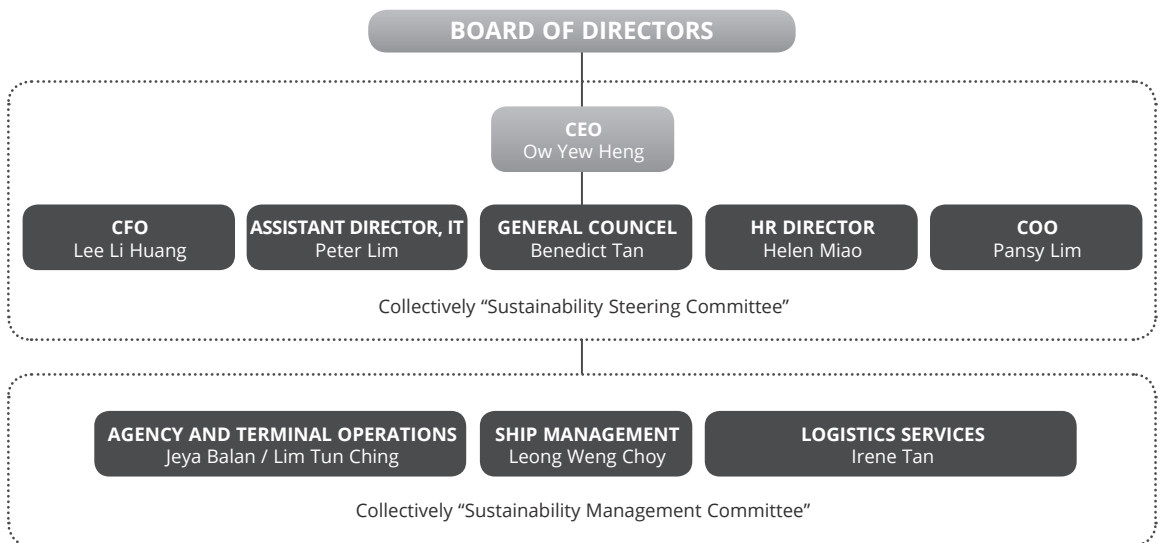 BOARD OF DIRECTORS
CEO
Ow Yew Heng
CFO
Lee Li Huang
ASSISTANT DIRECTOR, IT
Peter Lim
GENERAL COUNCEL
Benedict Tan
HR DIRECTOR
Helen Miao
COO
Pansy Lim
Collectively “Sustainability Steering Committee”
AGENCY AND TERMINAL OPERATIONS
Jeya Balan / Lim Tun Ching
SHIP MANAGEMENT
Leong Weng Choy
LOGISTICS SERVICES
Irene Tan
Collectively “Sustainability Management Committee”